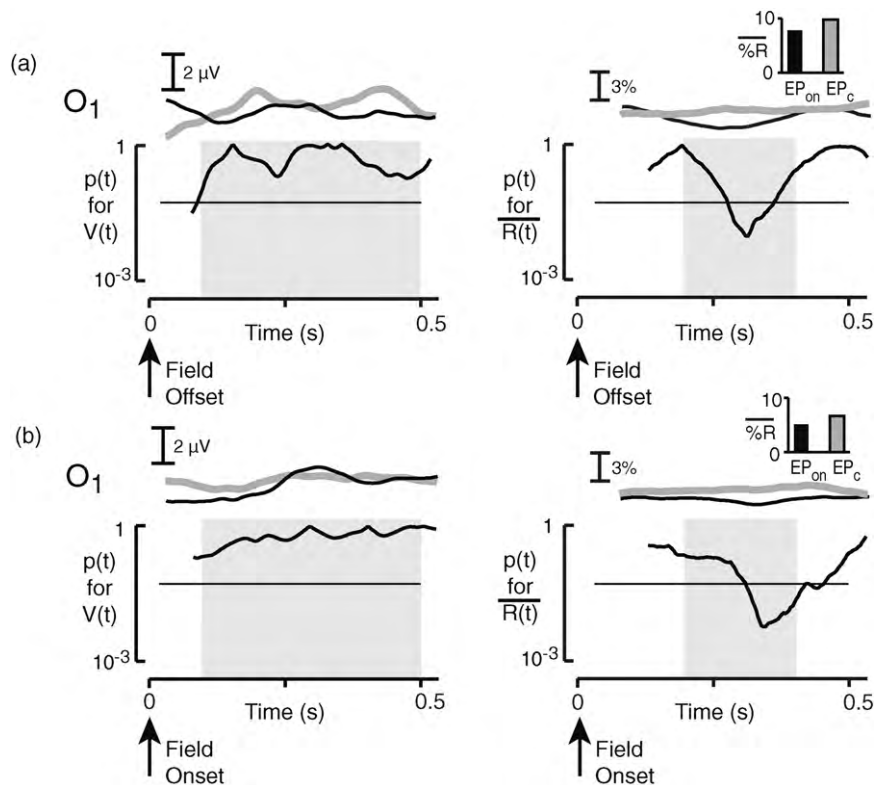 (a)
O1
2 µV
1
p(t)
for
V(t)
10-3
0
Time (s)
0.5
Field
Offset
3%
10
%R
0
EPon EPc
1
p(t)
for
R(t)
10-3
0
Time (s)
0.5
Field
Offset
(b)
O1
2 µV
1
p(t)
for
V(t)
10-3
0
Time (s)
0.5
Field
Onset
3%
10
%R
0
EPon EPc
1
p(t)
for
R(t)
10-3
0
Time (s)
0.5
Field
Onset